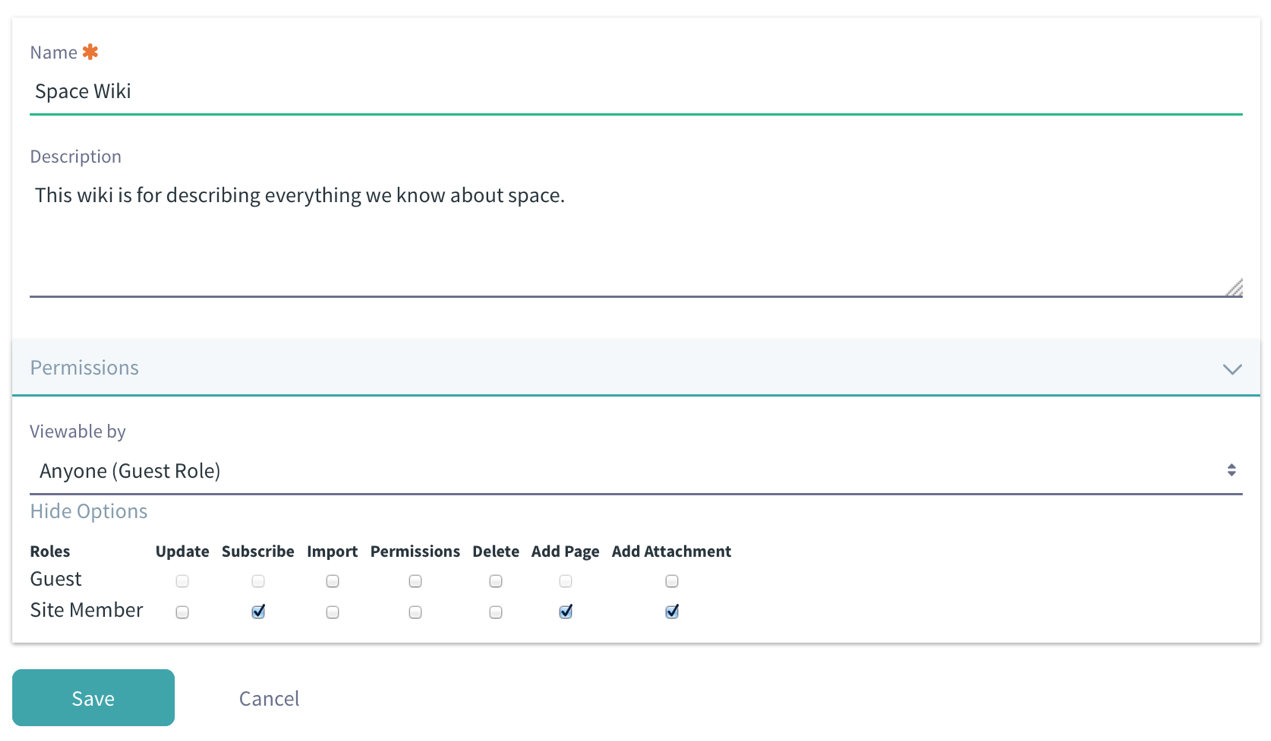 Name
Space Wiki
Description
This wiki is for describing everything we know about space.
Permissions
Viewable by
Anyone (Guest Role)
Hide Options
Roles Update Subscribe Import Permissions Delete Add Page Add Attachment
Guest
Site Member
Save Cancel